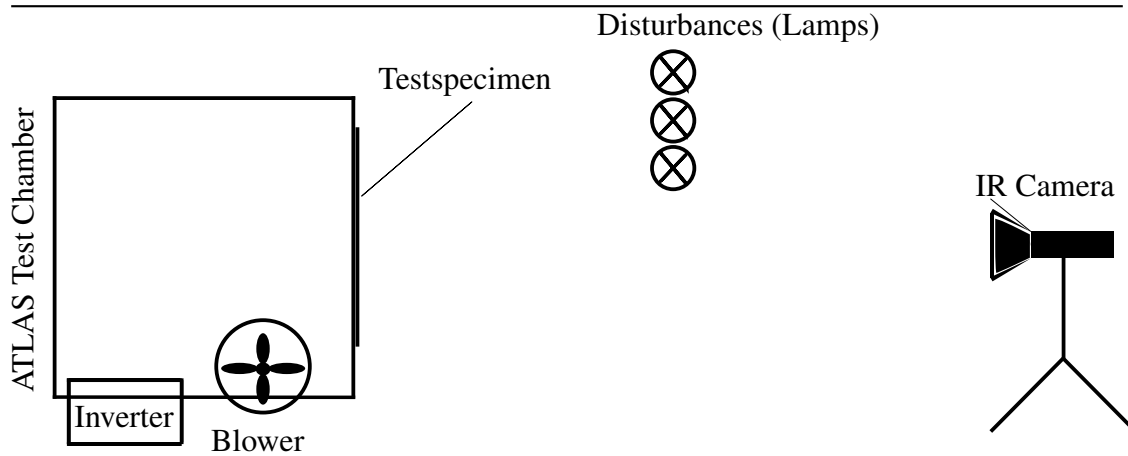 Disturbances (Lamps)
Testspecimen
ATLAS Test Chamber
IR Camera
Inverter
Blower